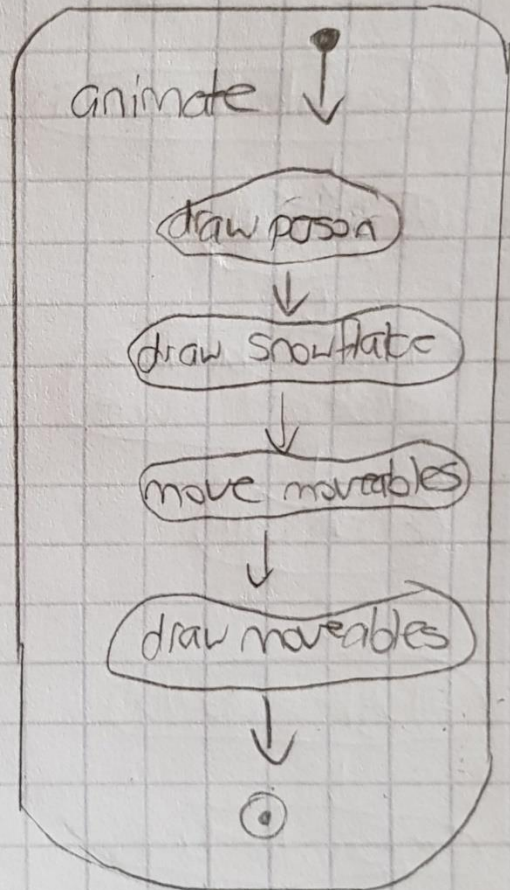 animate
draw poson
draw snowflake
move moveables
draw moveables